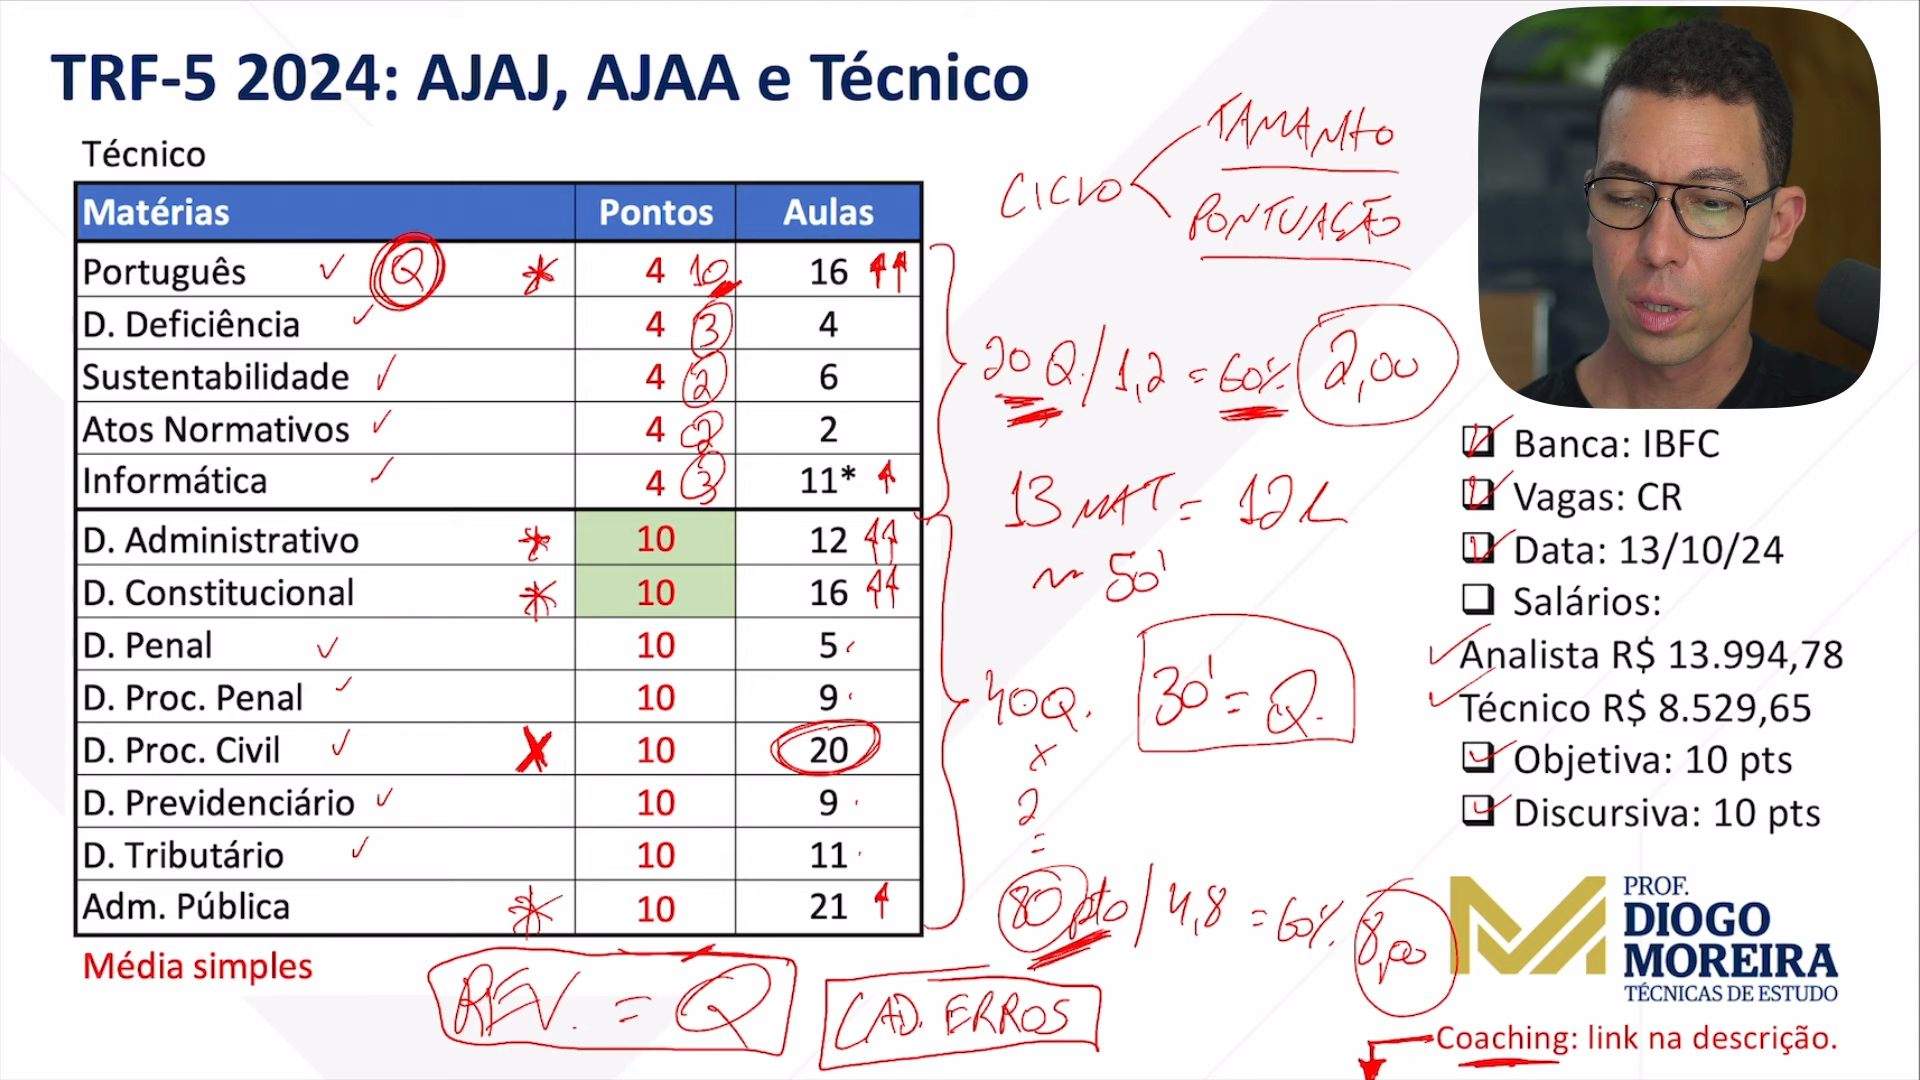 TRF-5 2024: AJAJ, AJAA e Técnico
Técnico
Matérias Pontos Aulas
Português Q * 4 10 16
D. Deficiência 4 3 4
Sustentabilidade 4 2 6
Atos Normativos 4 2 2
Informática 4 3 11*
D. Administrativo * 10 12
D. Constitucional * 10 16
D. Penal 10 5
D. Proc. Penal 10 9
D. Proc. Civil X 10 20
D. Previdenciário 10 9
D. Tributário 10 11
Adm. Pública * 10 21
Média simples
REV. = Q
CAD. ERROS
CICLO
TAMANHO
PONTUAÇÃO
20 Q. / 1,2 = 60% 2,00
13 MAT = 12h
~ 50'
30' = Q.
40Q.
x
2
=
80 pto / 4,8 = 60% 8,00
Banca: IBFC
Vagas: CR
Data: 13/10/24
Salários:
Analista R$ 13.994,78
Técnico R$ 8.529,65
Objetiva: 10 pts
Discursiva: 10 pts
PROF.
DIOGO
MOREIRA
TÉCNICAS DE ESTUDO
Coaching: link na descrição.